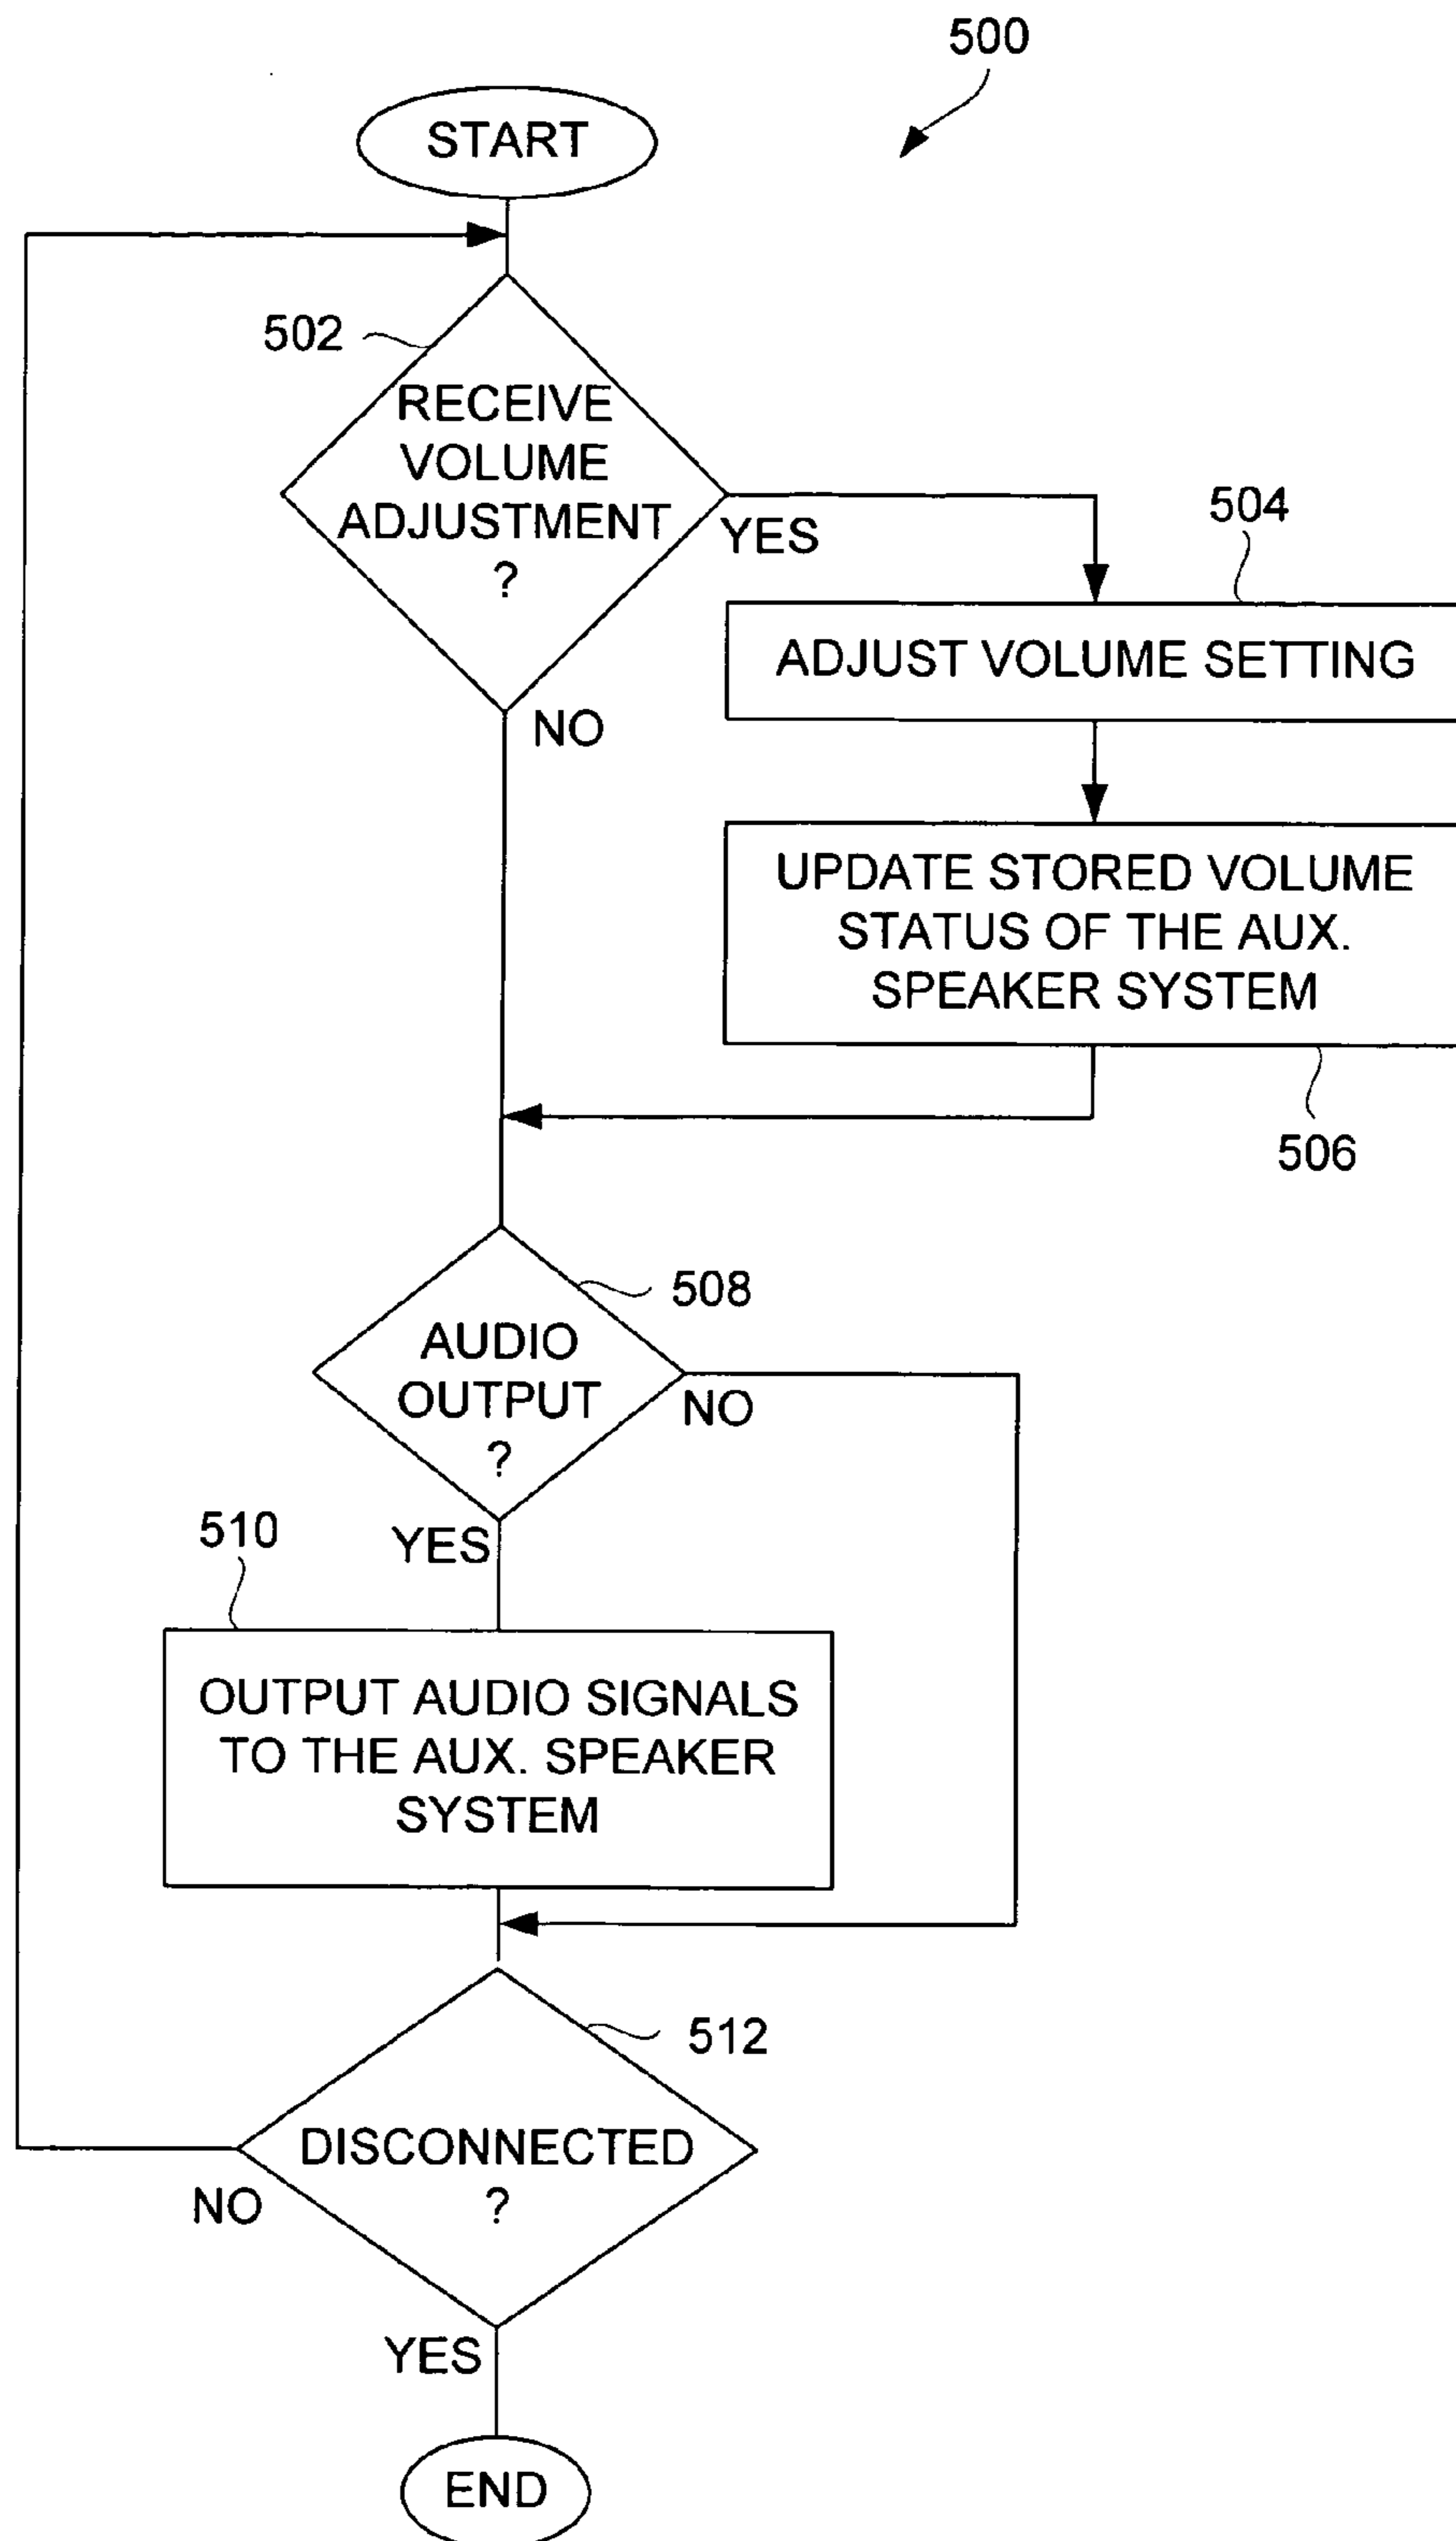 500
START
502
RECEIVE
VOLUME
ADJUSTMENT
?
YES
NO
504
ADJUST VOLUME SETTING
UPDATE STORED VOLUME
STATUS OF THE AUX.
SPEAKER SYSTEM
506
508
AUDIO
OUTPUT
?
NO
YES
510
OUTPUT AUDIO SIGNALS
TO THE AUX. SPEAKER
SYSTEM
512
DISCONNECTED
?
NO
YES
END